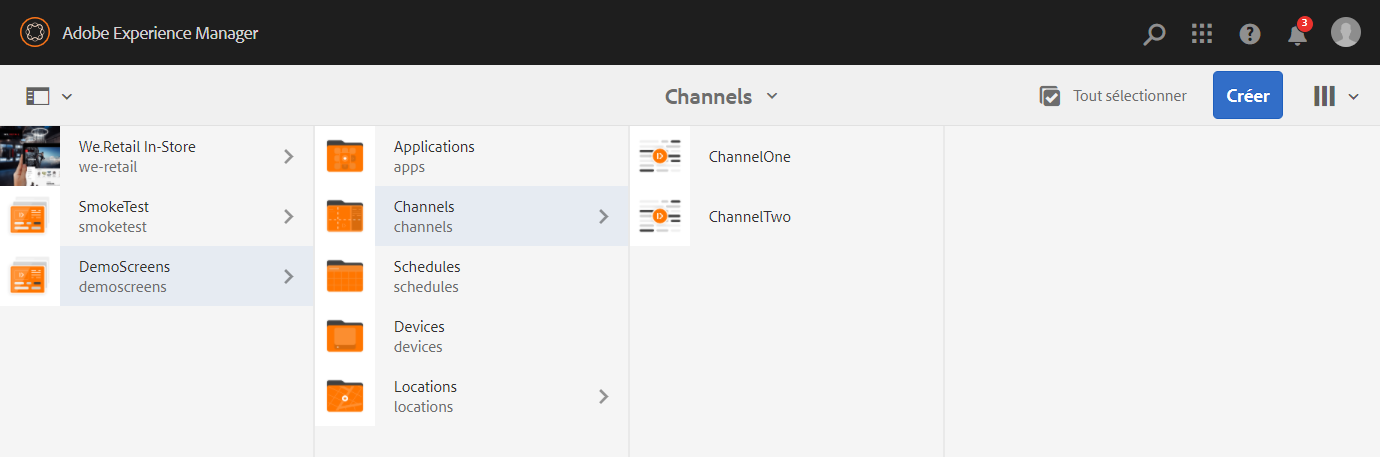 Adobe Experience Manager
3
Channels
Tout sélectionner
Créer
We.Retail In-Store
we-retail
SmokeTest
smoketest
DemoScreens
demoscreens
Applications
apps
Channels
channels
Schedules
schedules
Devices
devices
Locations
locations
ChannelOne
ChannelTwo